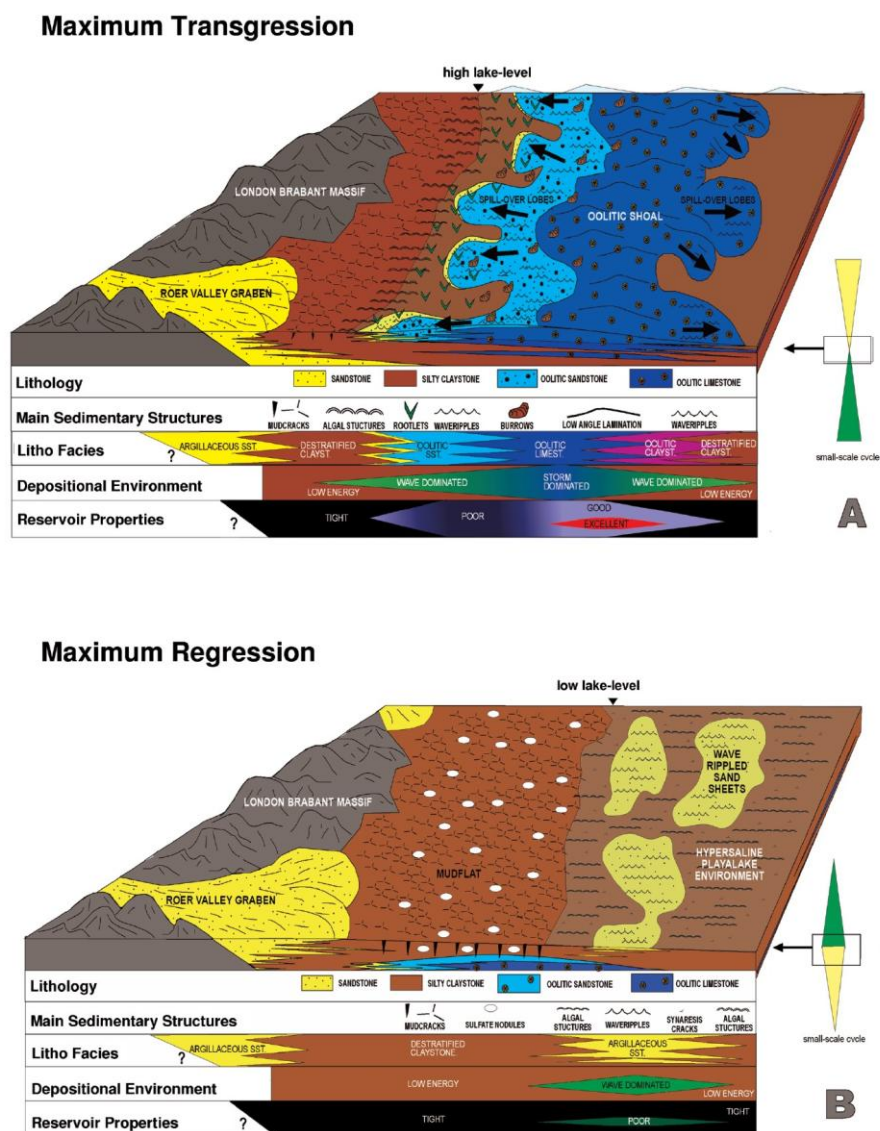 Maximum Transgression
high lake-level
LONDON BRABANT MASSIF
SPILL-OVER LOBES
OOLITIC SHOAL
SPILL-OVER LOBES
ROER VALLEY GRABEN
Lithology
SANDSTONE
SILTY CLAYSTONE
OOLITIC SANDSTONE
OOLITIC LIMESTONE
Main Sedimentary Structures
MUDCRACKS
ALGAL STUCTURES
ROOTLETS
WAVERIPPLES
BURROWS
LOW ANGLE LAMINATION
WAVERIPPLES
small-scale cycle
Litho Facies
?
ARGILLACEOUS SST.
DESTRATIFIED
CLAYST.
OOLITIC
SST.
OOLITIC
LIMEST.
OOLITIC
CLAYST.
DESTRATIFIED
CLAYST.
Depositional Environment
LOW ENERGY
WAVE DOMINATED
STORM
DOMINATED
WAVE DOMINATED
LOW ENERGY
Reservoir Properties
?
TIGHT
POOR
GOOD
EXCELLENT
A
Maximum Regression
low lake-level
LONDON BRABANT MASSIF
WAVE
RIPPLED
SAND
SHEETS
HYPERSALINE
PLAYALAKE
ENVIRONMENT
MUDFLAT
ROER VALLEY GRABEN
Lithology
SANDSTONE
SILTY CLAYSTONE
OOLITIC SANDSTONE
OOLITIC LIMESTONE
Main Sedimentary Structures
MUDCRACKS
SULFATE NODULES
ALGAL
STUCTURES
WAVERIPPLES
SYNARESIS
CRACKS
ALGAL
STUCTURES
small-scale cycle
Litho Facies
?
ARGILLACEOUS SST.
DESTRATIFIED
CLAYSTONE.
ARGILLACEOUS
SST.
Depositional Environment
LOW ENERGY
WAVE DOMINATED
LOW ENERGY
Reservoir Properties
?
TIGHT
POOR
TIGHT
B